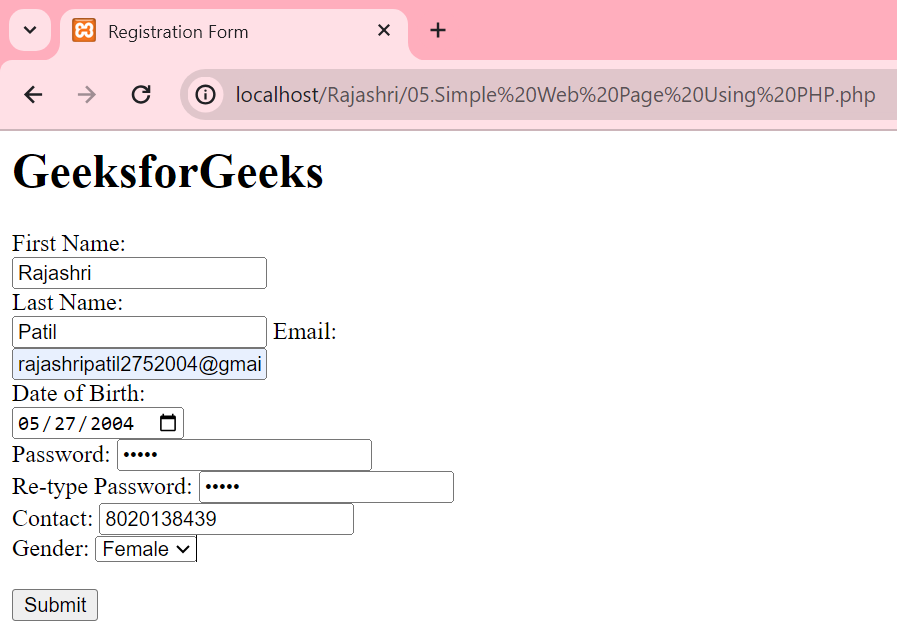 Registration Form
localhost/Rajashri/05.Simple%20Web%20Page%20Using%20PHP.php
GeeksforGeeks
First Name:
Rajashri
Last Name:
Patil Email:
rajashripatil2752004@gmai
Date of Birth:
05/27/2004
Password: •••••
Re-type Password: •••••
Contact: 8020138439
Gender: Female
Submit